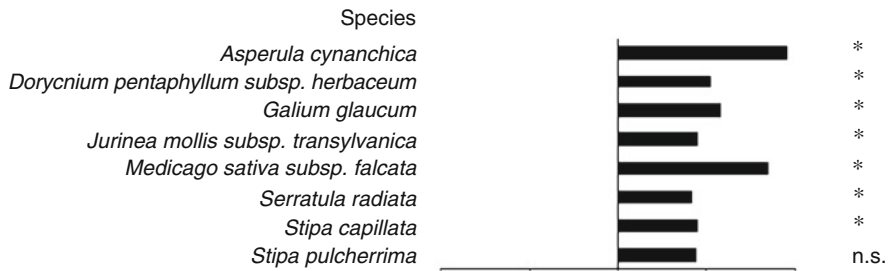 Species
Asperula cynanchica *
Dorycnium pentaphyllum subsp. herbaceum *
Galium glaucum *
Jurinea mollis subsp. transylvanica *
Medicago sativa subsp. falcata *
Serratula radiata *
Stipa capillata *
Stipa pulcherrima n.s.